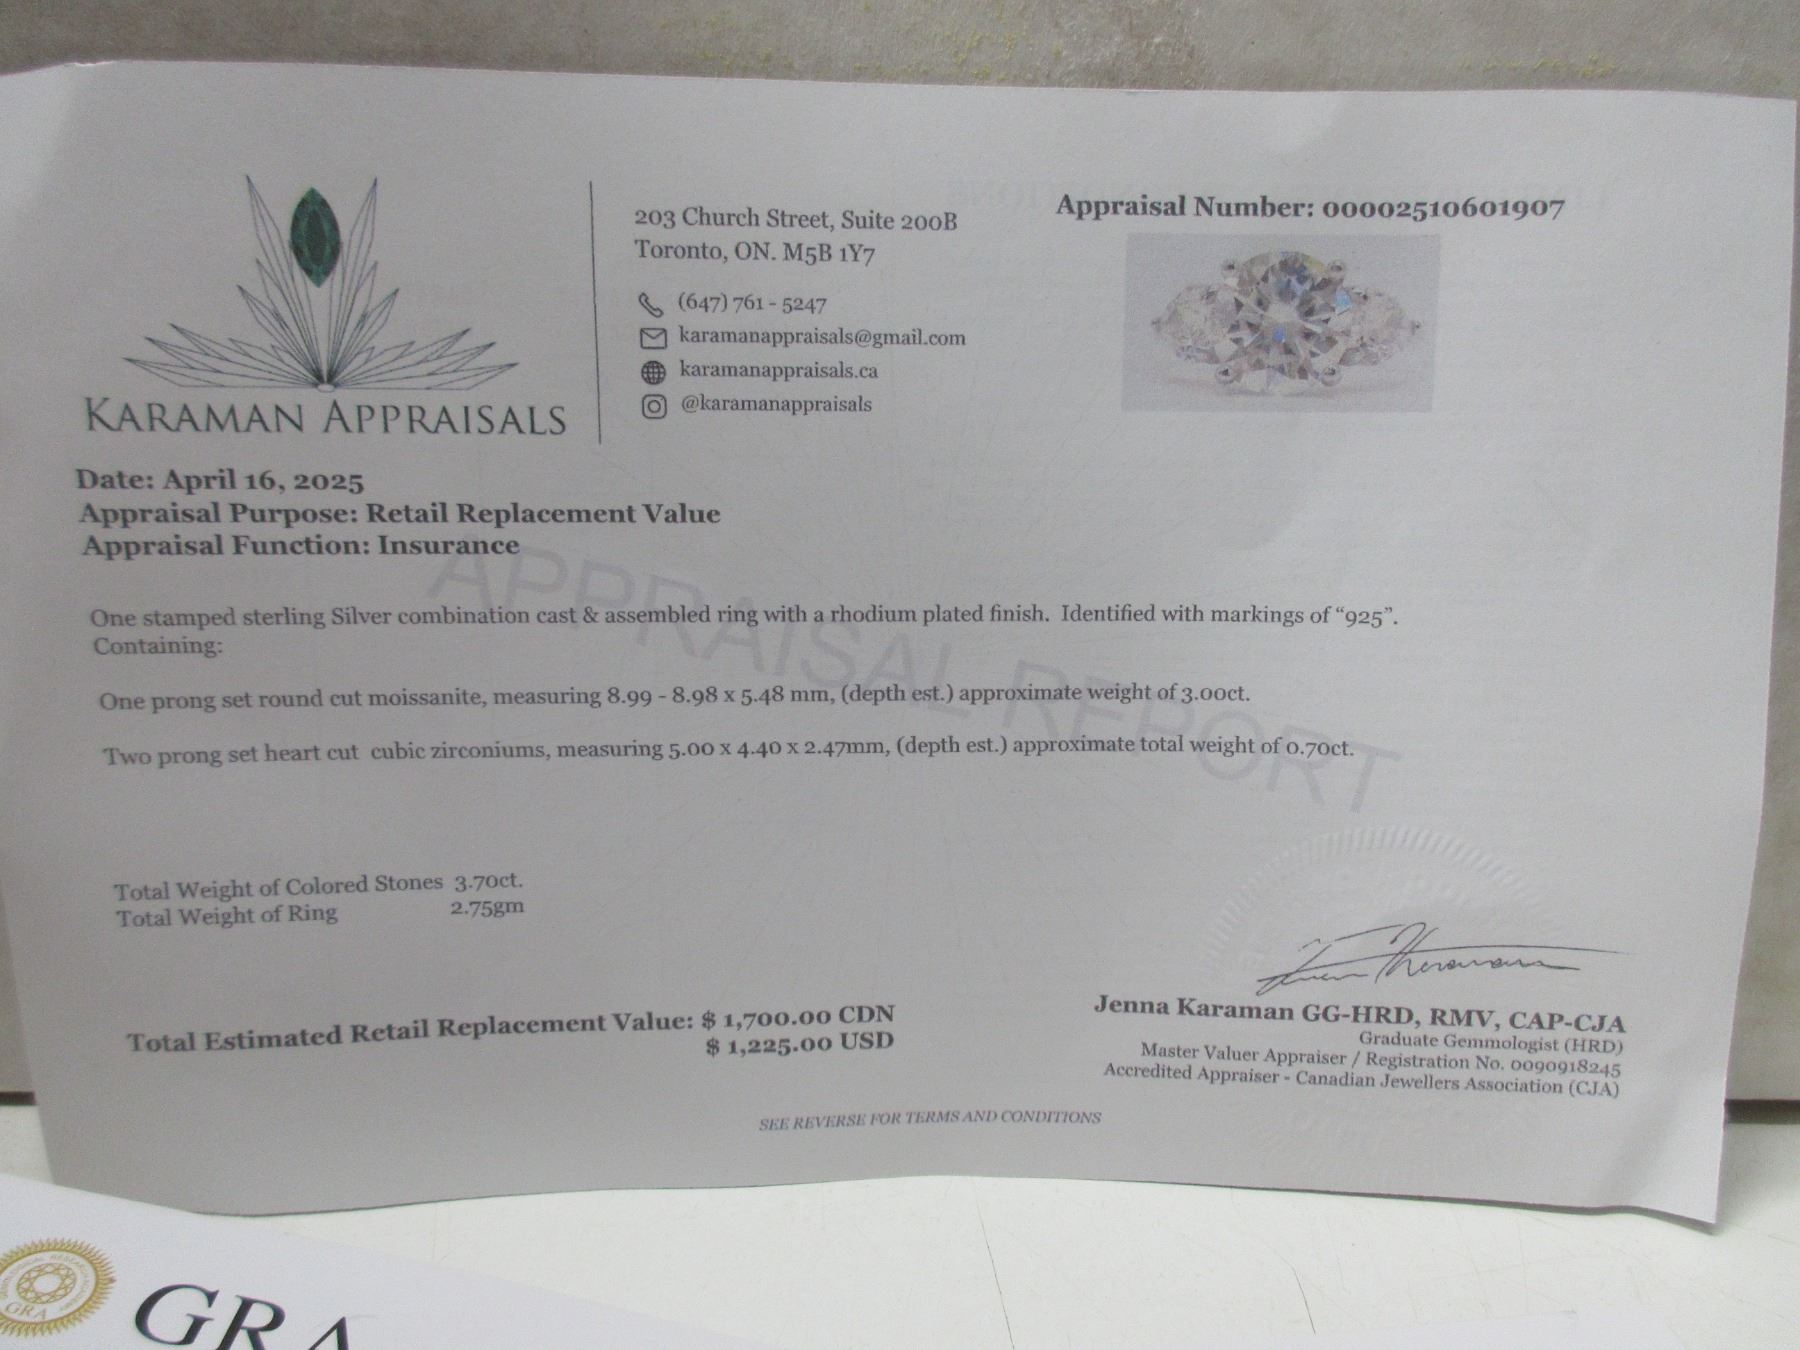 KARAMAN APPRAISALS
203 Church Street, Suite 200B
Toronto, ON. M5B 1Y7
(647) 761 - 5247
karamanappraisals@gmail.com
karamanappraisals.ca
@karamanappraisals
Appraisal Number: 00002510601907
Date: April 16, 2025
Appraisal Purpose: Retail Replacement Value
Appraisal Function: Insurance
APPRAISAL REPORT
One stamped sterling Silver combination cast & assembled ring with a rhodium plated finish. Identified with markings of “925”.
Containing:
One prong set round cut moissanite, measuring 8.99 - 8.98 x 5.48 mm, (depth est.) approximate weight of 3.00ct.
Two prong set heart cut cubic zirconiums, measuring 5.00 x 4.40 x 2.47mm, (depth est.) approximate total weight of 0.70ct.
Total Weight of Colored Stones 3.70ct.
Total Weight of Ring 2.75gm
Total Estimated Retail Replacement Value: $ 1,700.00 CDN
$ 1,225.00 USD
Jenna Karaman GG-HRD, RMV, CAP-CJA
Graduate Gemmologist (HRD)
Master Valuer Appraiser / Registration No. 0090918245
Accredited Appraiser - Canadian Jewellers Association (CJA)
SEE REVERSE FOR TERMS AND CONDITIONS
GRA
GRA